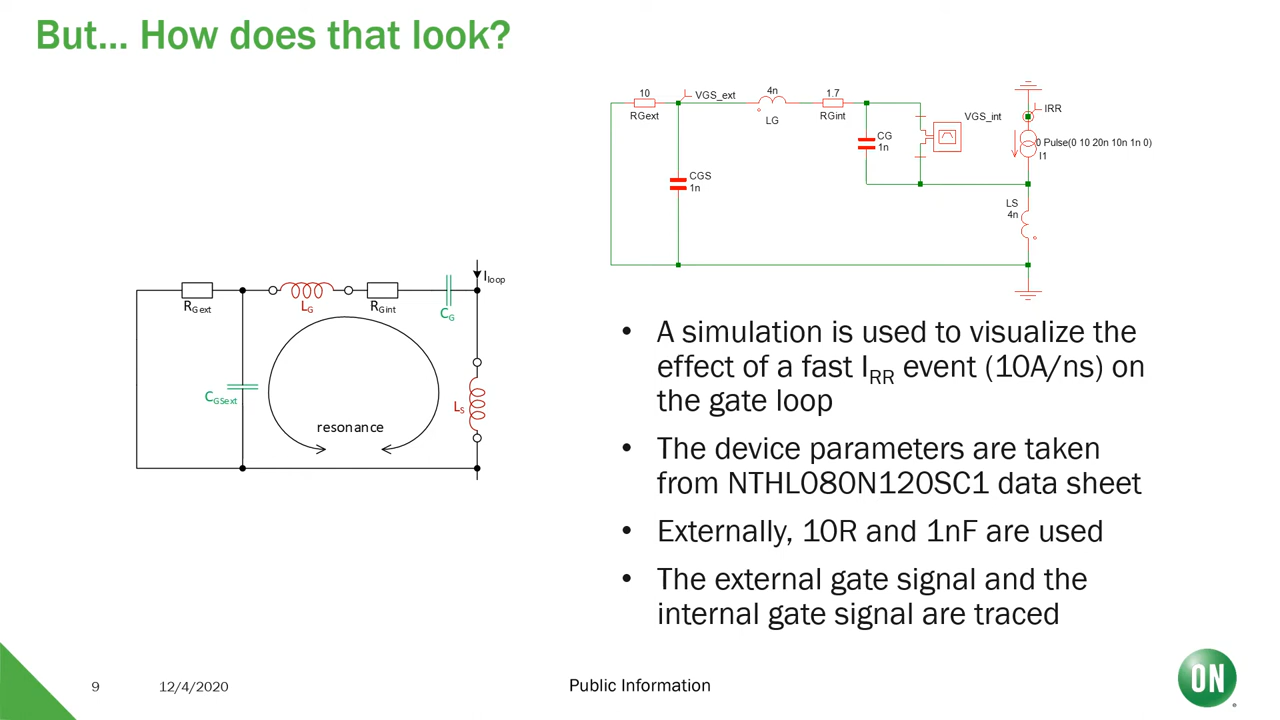 But... How does that look?
10
RGext
VGS_ext
4n
LG
1.7
RGint
CG
1n
VGS_int
IRR
0 Pulse(0 10 20n 10n 1n 0)
I1
CGS
1n
LS
4n
RGext
LG
RGint
CG
Iloop
CGSext
LS
resonance
• A simulation is used to visualize the
effect of a fast IRR event (10A/ns) on
the gate loop
• The device parameters are taken
from NTHL080N120SC1 data sheet
• Externally, 10R and 1nF are used
• The external gate signal and the
internal gate signal are traced
9
12/4/2020
Public Information
ON